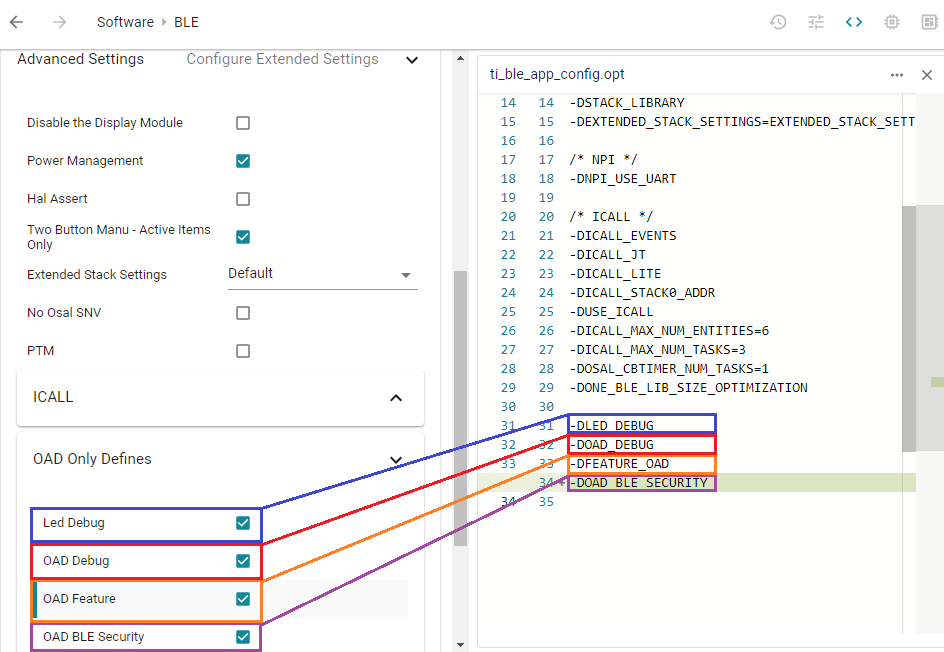 Software › BLE
Advanced Settings
Configure Extended Settings
Disable the Display Module
Power Management
Hal Assert
Two Button Manu - Active Items
Only
Extended Stack Settings
Default
No Osal SNV
PTM
ICALL
OAD Only Defines
Led Debug
OAD Debug
OAD Feature
OAD BLE Security
ti_ble_app_config.opt
14 14 -DSTACK_LIBRARY
15 15 -DEXTENDED_STACK_SETTINGS=EXTENDED_STACK_SETT
16 16
17 17 /* NPI */
18 18 -DNPI_USE_UART
19 19
20 20 /* ICALL */
21 21 -DICALL_EVENTS
22 22 -DICALL_JT
23 23 -DICALL_LITE
24 24 -DICALL_STACK0_ADDR
25 25 -DUSE_ICALL
26 26 -DICALL_MAX_NUM_ENTITIES=6
27 27 -DICALL_MAX_NUM_TASKS=3
28 28 -DOSAL_CBTIMER_NUM_TASKS=1
29 29 -DONE_BLE_LIB_SIZE_OPTIMIZATION
30 30
31 31 -DLED_DEBUG
32 32 -DOAD_DEBUG
33 33 -DFEATURE_OAD
34+ -DOAD_BLE_SECURITY
34 35